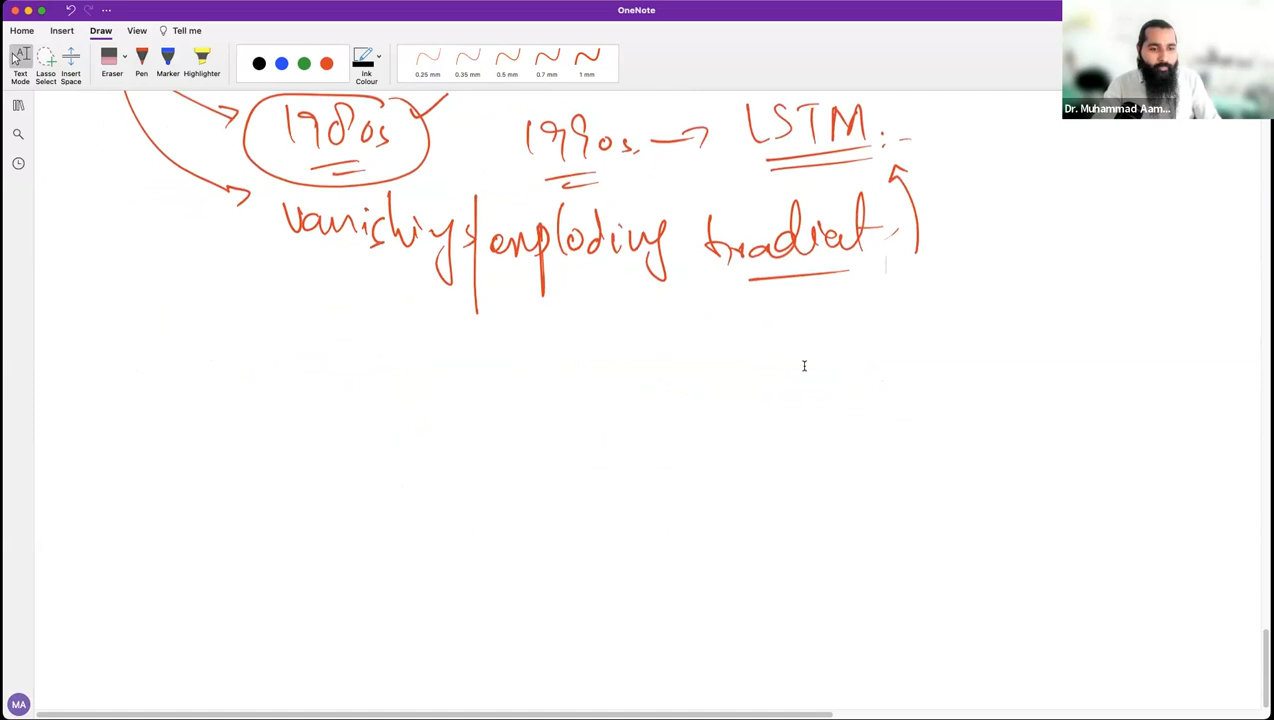 OneNote
Home Insert Draw View Tell me
Text Mode
Lasso Select
Insert Space
Eraser
Pen
Marker
Highlighter
Ink Colour
0.25 mm 0.35 mm 0.5 mm 0.7 mm 1 mm
Dr. Muhammad Aam...
1980s 1990s. → LSTM :-
vanishing/exploding gradient
MA